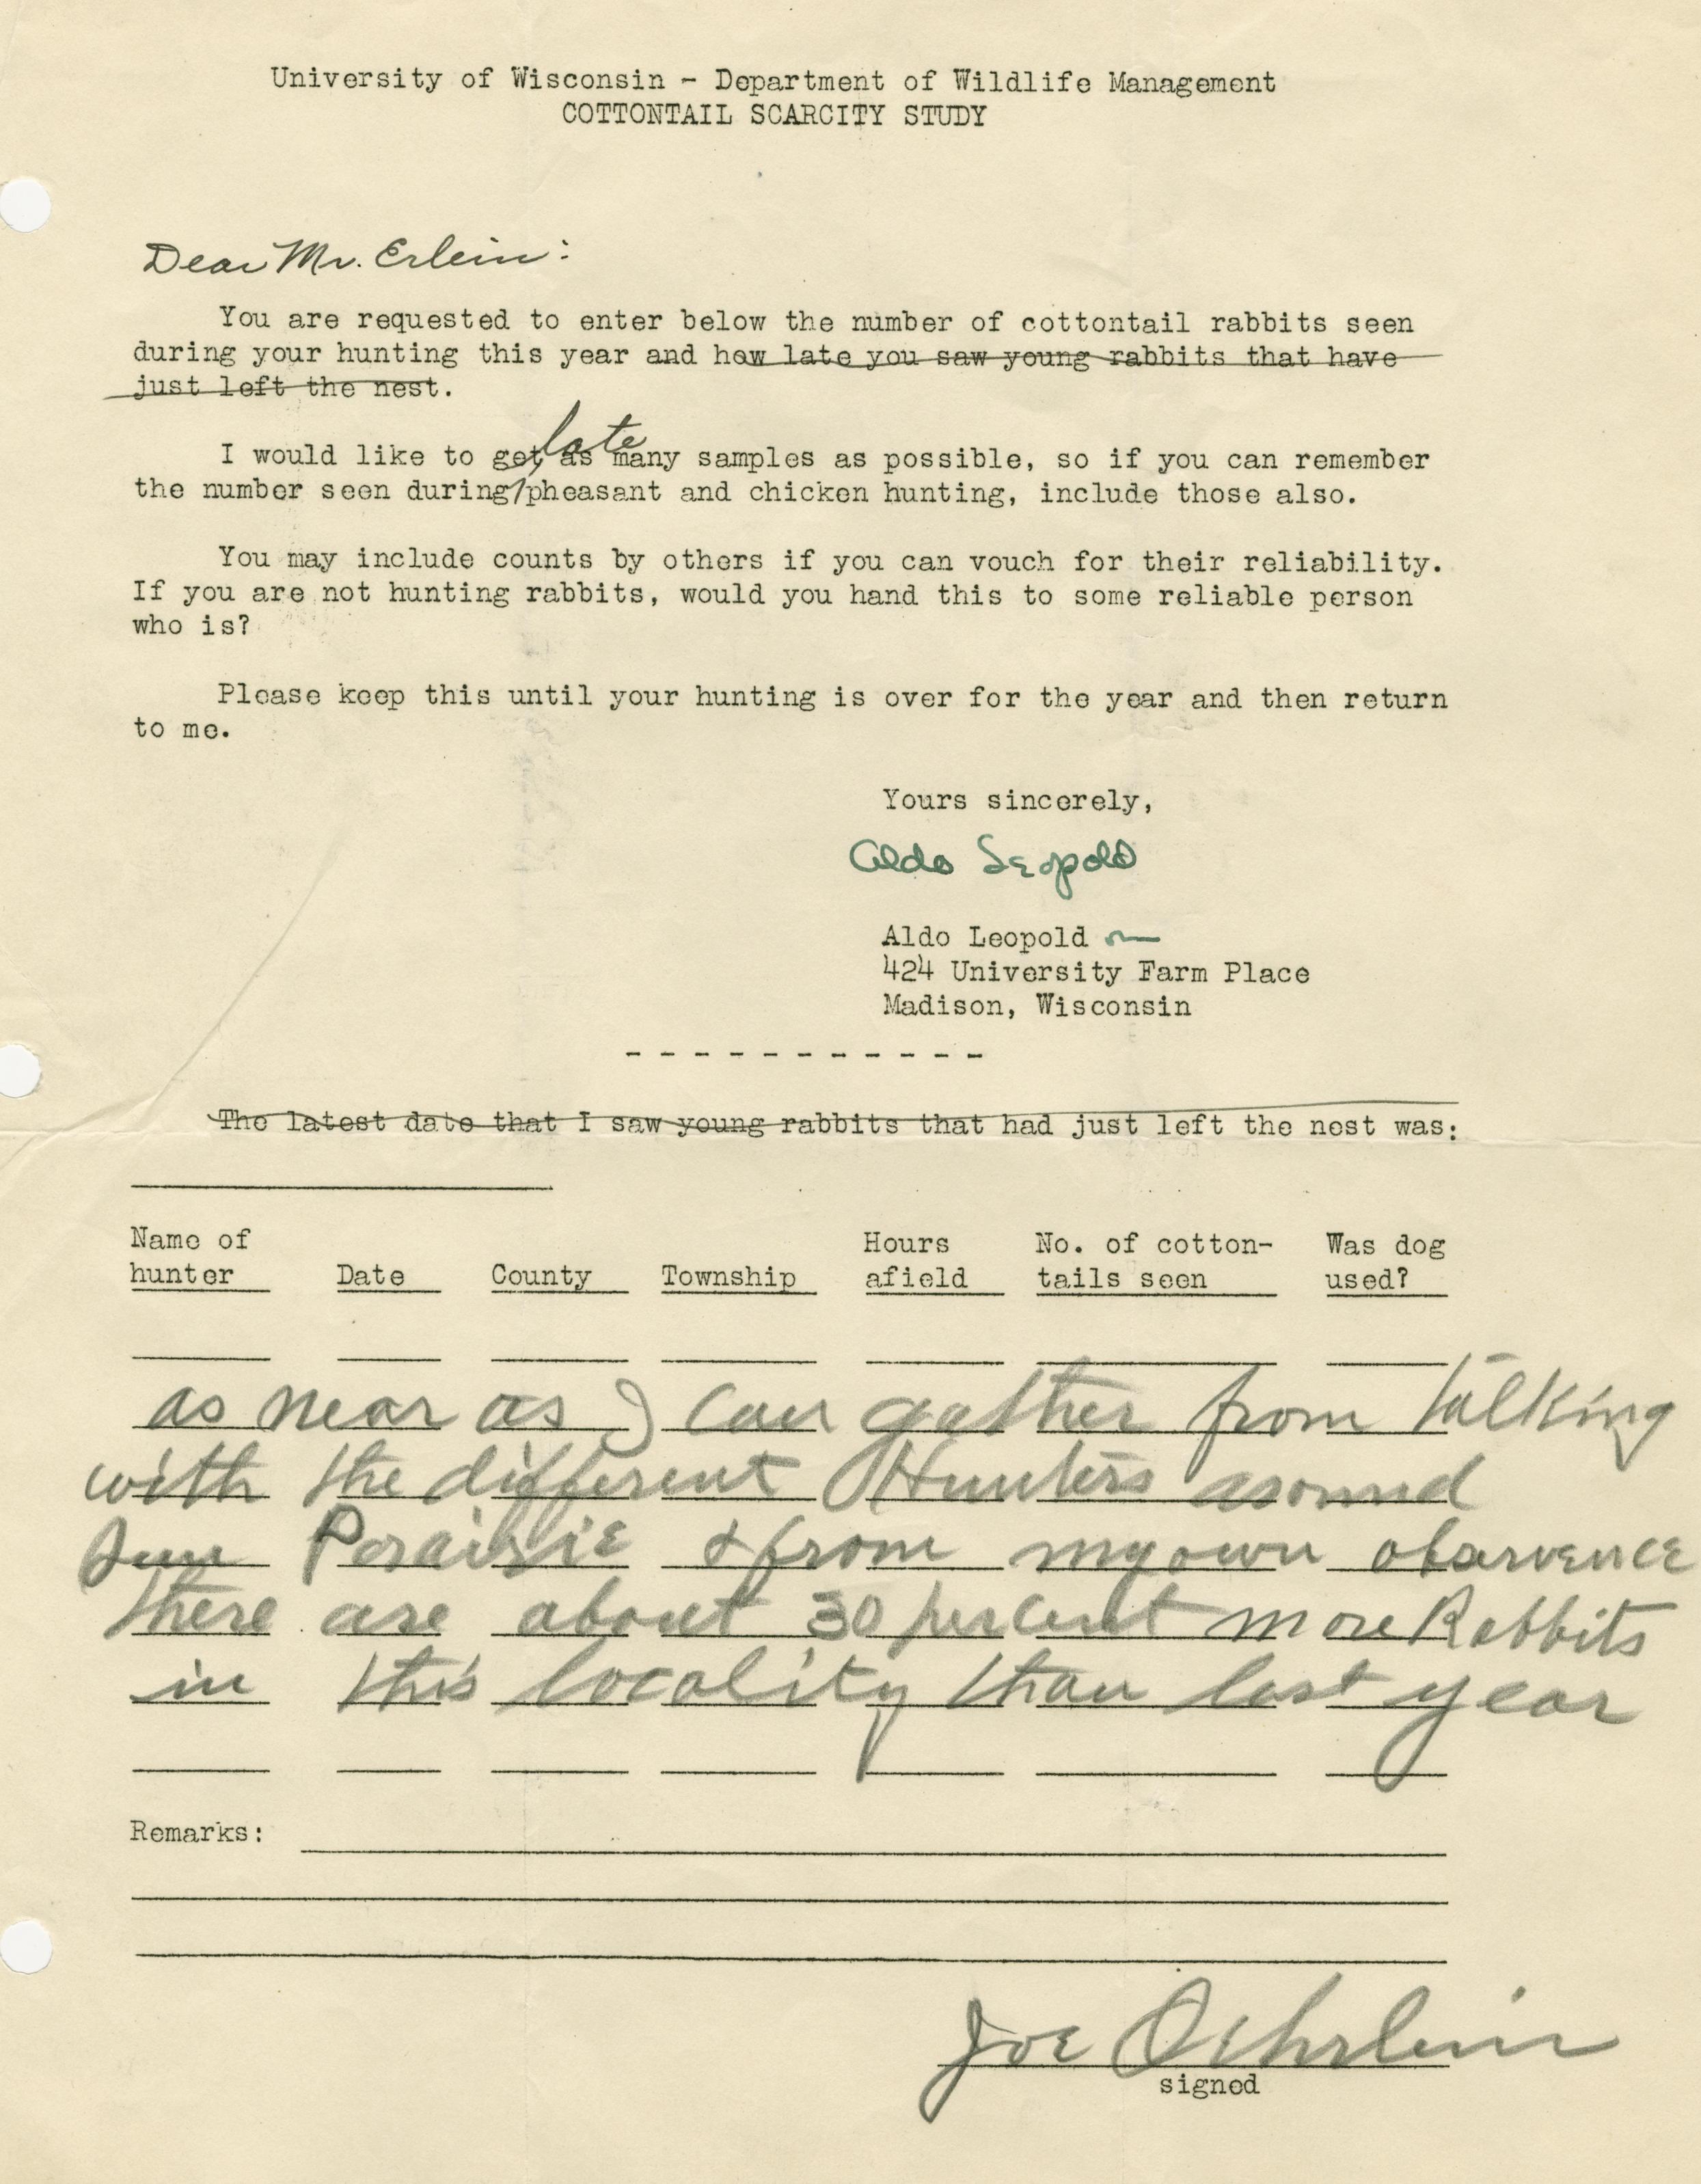 University of Wisconsin - Department of Wildlife Management
COTTONTAIL SCARCITY STUDY
Dear Mr. Erlein:
You are requested to enter below the number of cottontail rabbits seen
during your hunting this year and how late you saw young rabbits that have
just left the nest.
late
I would like to get as many samples as possible, so if you can remember
the number seen during pheasant and chicken hunting, include those also.
You may include counts by others if you can vouch for their reliability.
If you are not hunting rabbits, would you hand this to some reliable person
who is?
Please keep this until your hunting is over for the year and then return
to me.
Yours sincerely,
Aldo Leopold
Aldo Leopold
424 University Farm Place
Madison, Wisconsin
- - - - - - - - - - -
The latest date that I saw young rabbits that had just left the nest was:
Name of hunter Date County Township Hours afield No. of cotton-tails seen Was dog used?
as near as I can gather from talking
with the different Hunters around
Sun Prairie & from my own obsarvence
there are about 30 percent more Rabbits
in this locality than last year
Remarks:
Joe Oehrlein
signed